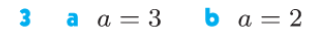 3 a a = 3 b a = 2